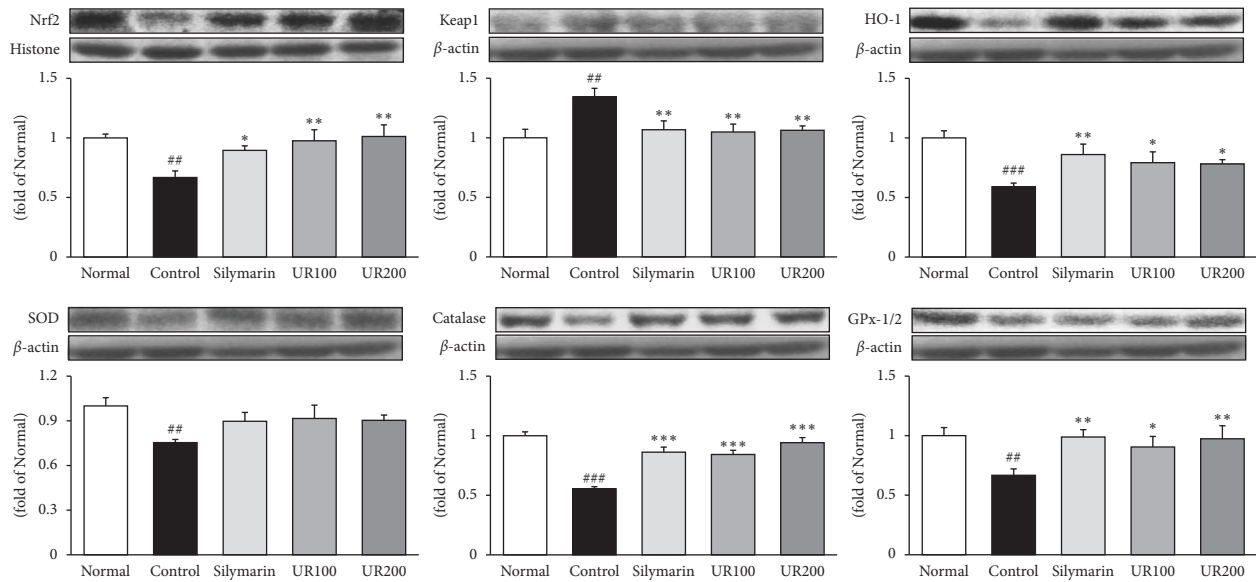 Nrf2
Histone
1.5
1
0.5
0
(fold of Normal)
##
*
**
**
Normal Control Silymarin UR100 UR200
Keap1
β-actin
1.5
1
0.5
0
(fold of Normal)
##
**
**
**
Normal Control Silymarin UR100 UR200
HO-1
β-actin
1.5
1
0.5
0
(fold of Normal)
###
**
*
*
Normal Control Silymarin UR100 UR200
SOD
β-actin
1.2
0.9
0.6
0.3
0
(fold of Normal)
##
Normal Control Silymarin UR100 UR200
Catalase
β-actin
1.5
1
0.5
0
(fold of Normal)
###
***
***
***
Normal Control Silymarin UR100 UR200
GPx-1/2
β-actin
1.5
1
0.5
0
(fold of Normal)
##
**
*
**
Normal Control Silymarin UR100 UR200